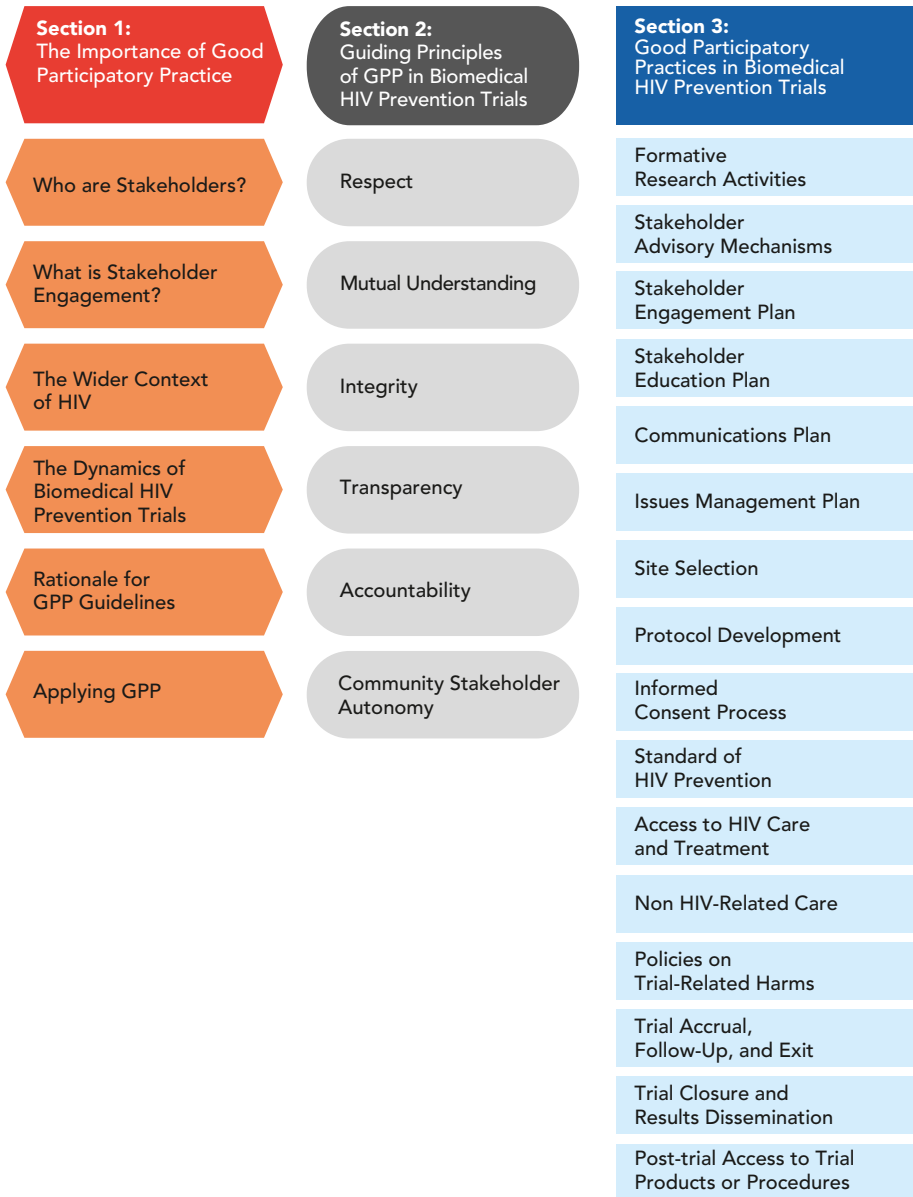 Section 1:
The Importance of Good
Participatory Practice
Who are Stakeholders?
What is Stakeholder
Engagement?
The Wider Context
of HIV
The Dynamics of
Biomedical HIV
Prevention Trials
Rationale for
GPP Guidelines
Applying GPP
Section 2:
Guiding Principles
of GPP in Biomedical
HIV Prevention Trials
Respect
Mutual Understanding
Integrity
Transparency
Accountability
Community Stakeholder
Autonomy
Section 3:
Good Participatory
Practices in Biomedical
HIV Prevention Trials
Formative
Research Activities
Stakeholder
Advisory Mechanisms
Stakeholder
Engagement Plan
Stakeholder
Education Plan
Communications Plan
Issues Management Plan
Site Selection
Protocol Development
Informed
Consent Process
Standard of
HIV Prevention
Access to HIV Care
and Treatment
Non HIV-Related Care
Policies on
Trial-Related Harms
Trial Accrual,
Follow-Up, and Exit
Trial Closure and
Results Dissemination
Post-trial Access to Trial
Products or Procedures